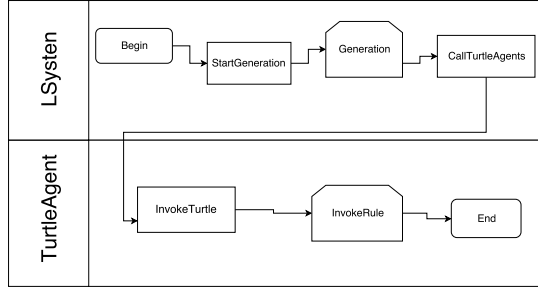 LSysten
Begin
StartGeneration
Generation
CallTurtleAgents
TurtleAgent
InvokeTurtle
InvokeRule
End